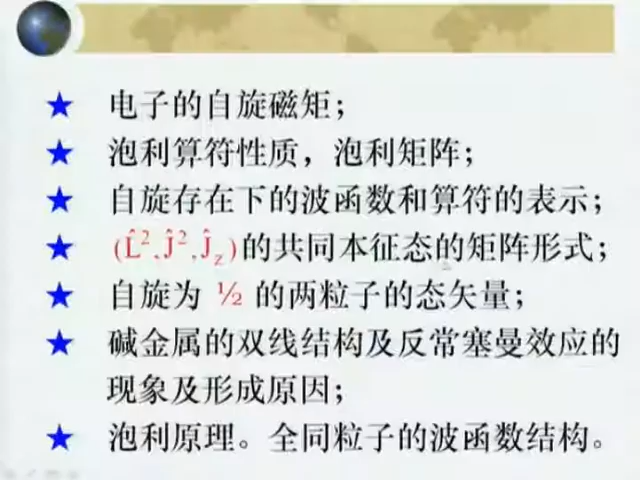 电子的自旋磁矩;
泡利算符性质，泡利矩阵;
自旋存在下的波函数和算符的表示;
(L̂²,Ĵ²,Ĵz)的共同本征态的矩阵形式;
自旋为 ½ 的两粒子的态矢量;
碱金属的双线结构及反常塞曼效应的
现象及形成原因;
泡利原理。全同粒子的波函数结构。